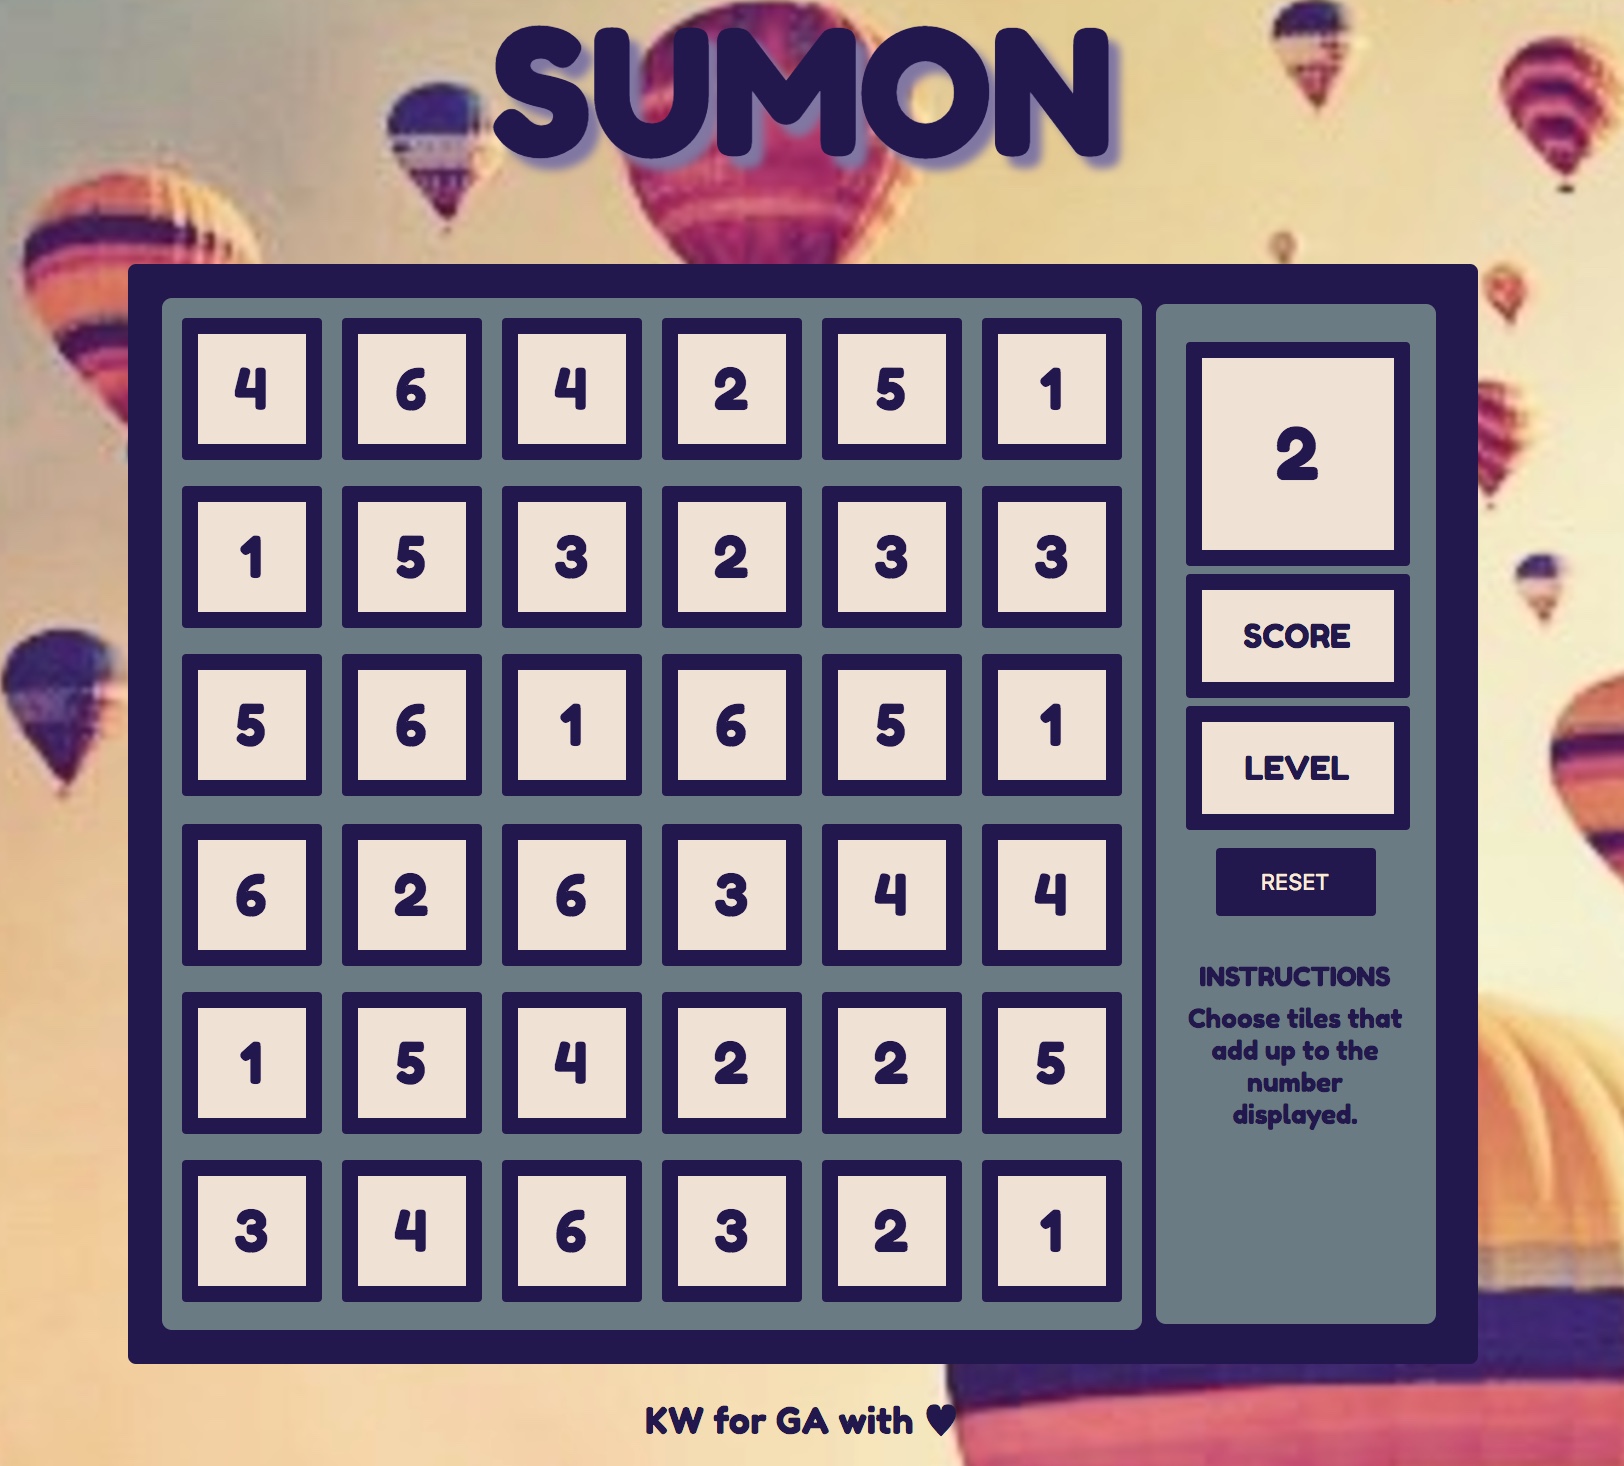 SUMON
4 6 4 2 5 1
2
1 5 3 2 3 3
SCORE
5 6 1 6 5 1
LEVEL
6 2 6 3 4 4
RESET
INSTRUCTIONS
Choose tiles that
add up to the
number
displayed.
1 5 4 2 2 5
3 4 6 3 2 1
KW for GA with ♥